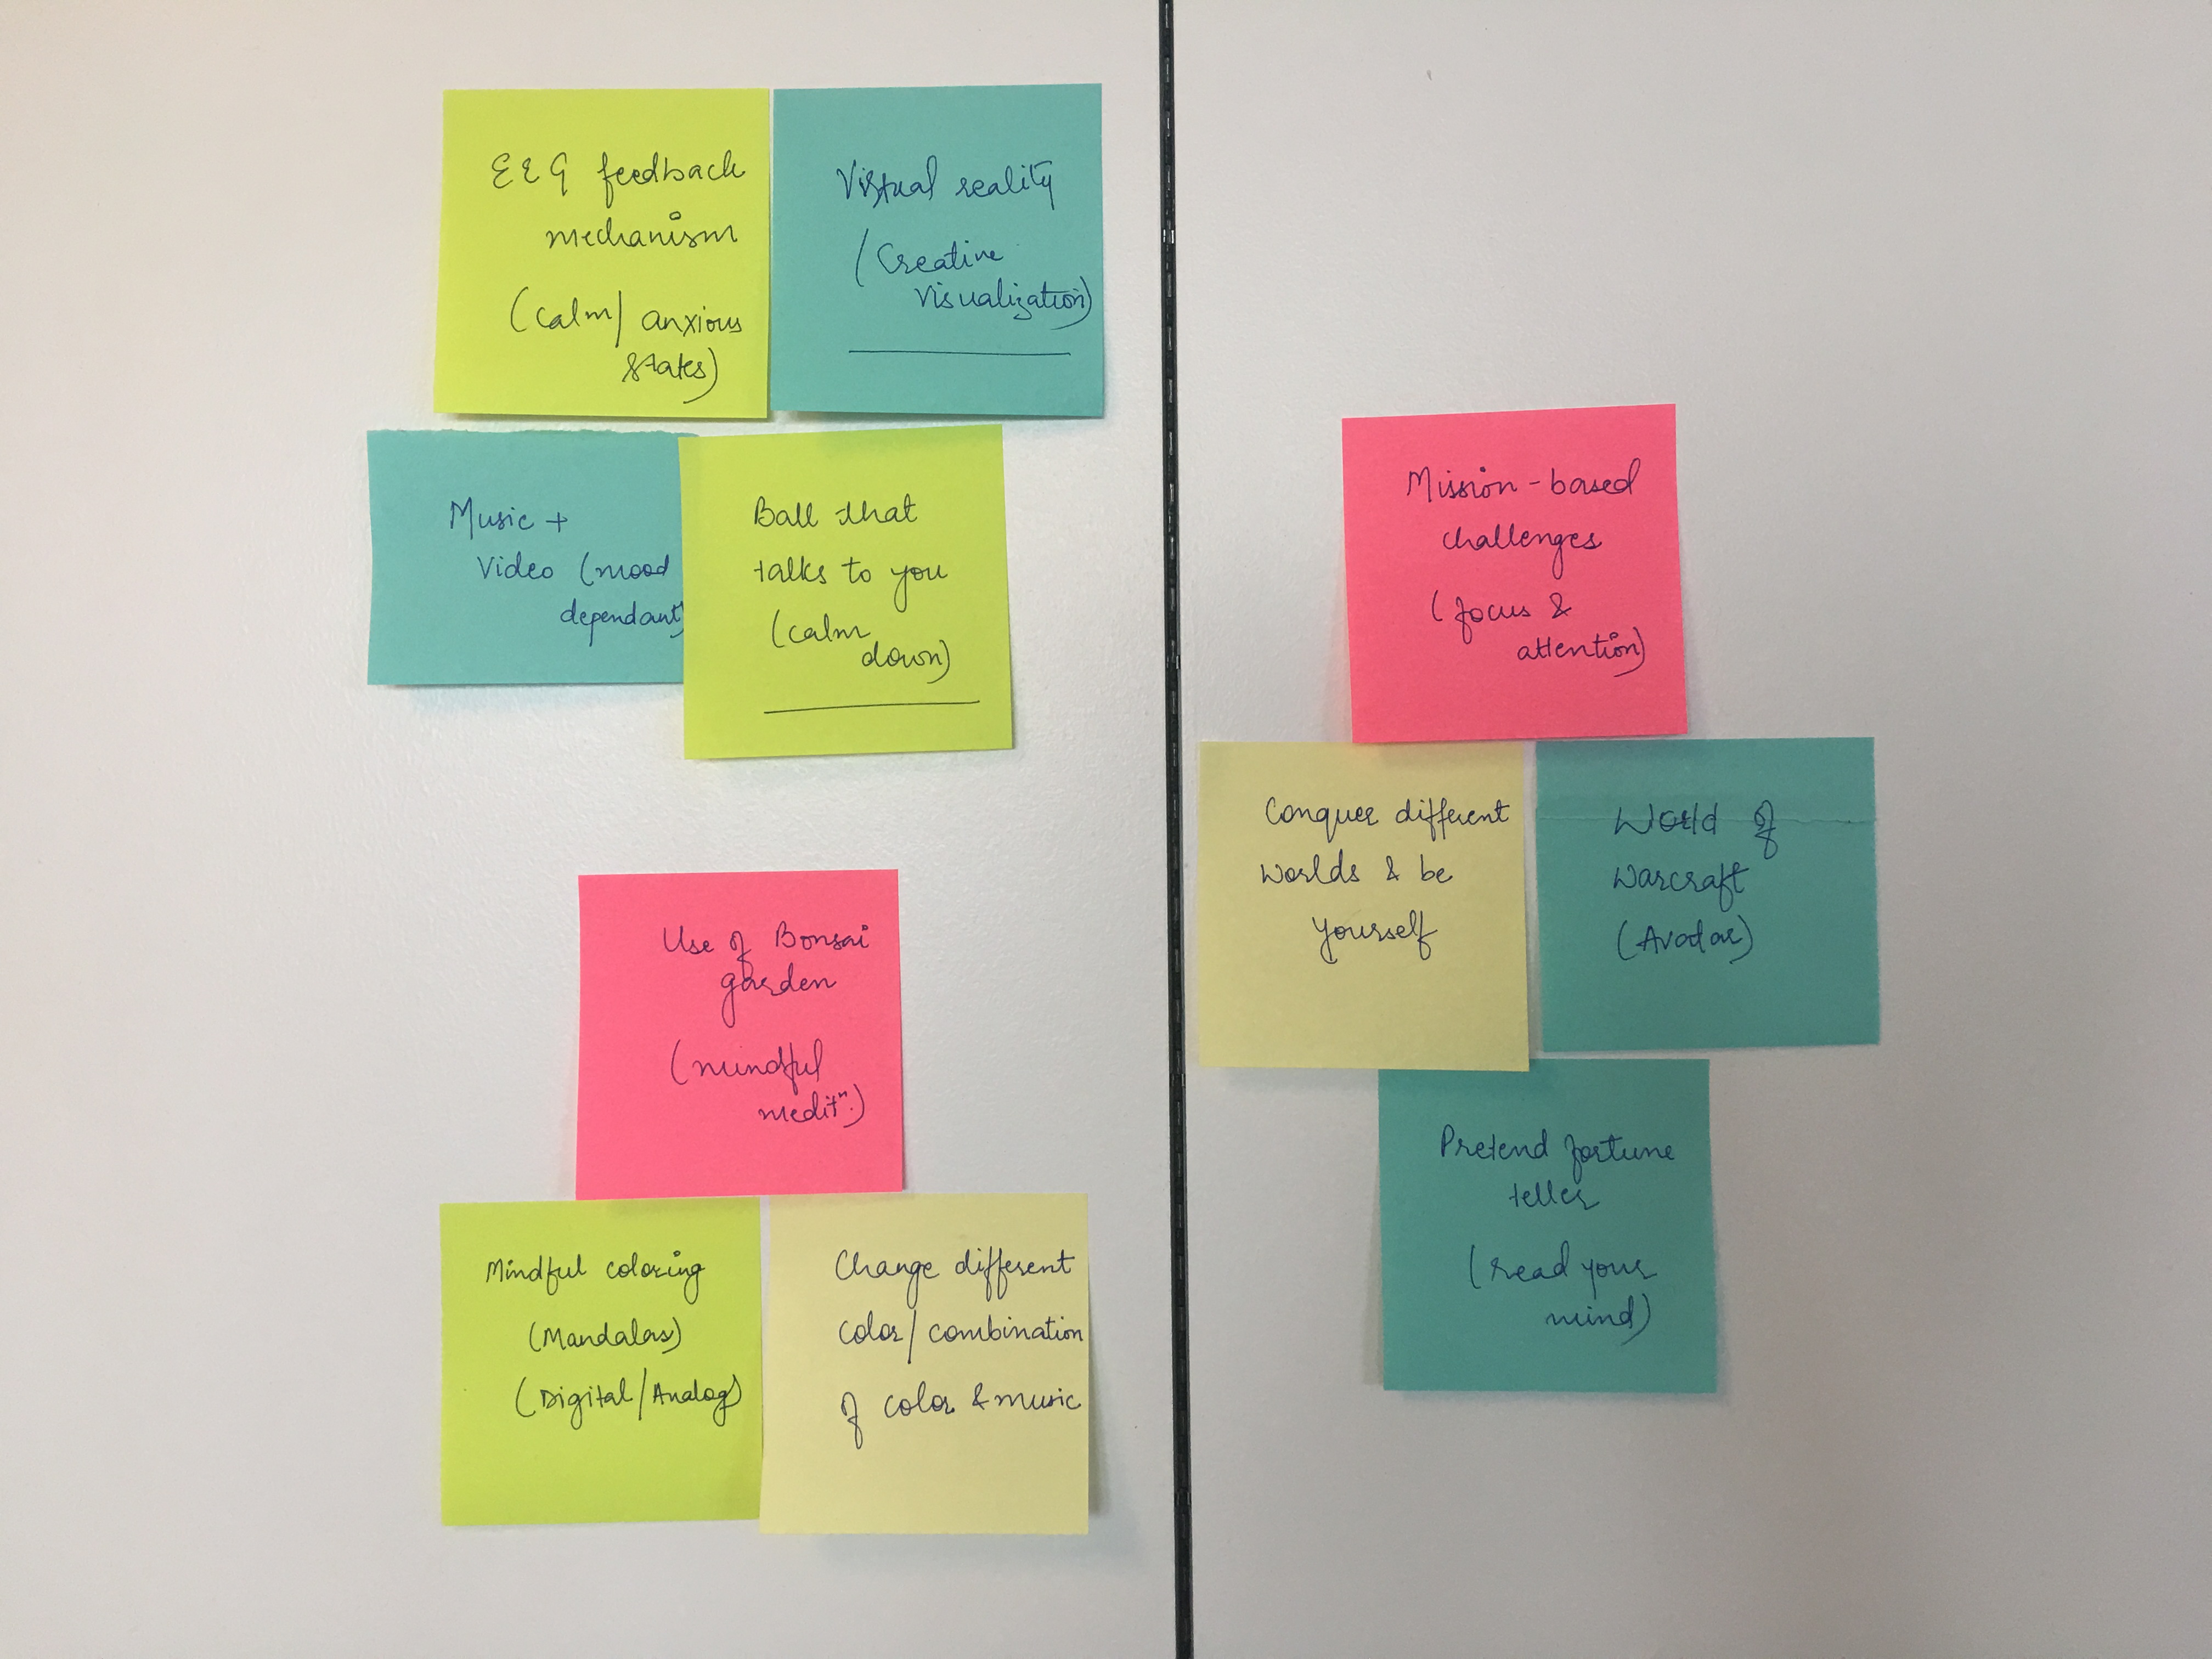 EEG feedback
mechanism
(calm/anxious
states)
Virtual reality
(Creative
visualization)
Music +
Video (mood
dependant)
Ball that
talks to you
(calm
down)
Use of Bonsai
garden
(mindful
meditⁿ.)
Mindful coloring
(Mandalas)
(Digital/Analog)
Change different
color/combination
of color & music
Mission-based
challenges
(focus &
attention)
Conquer different
worlds & be
yourself
World of
Warcraft
(Avatar)
Pretend fortune
teller
(read your
mind)